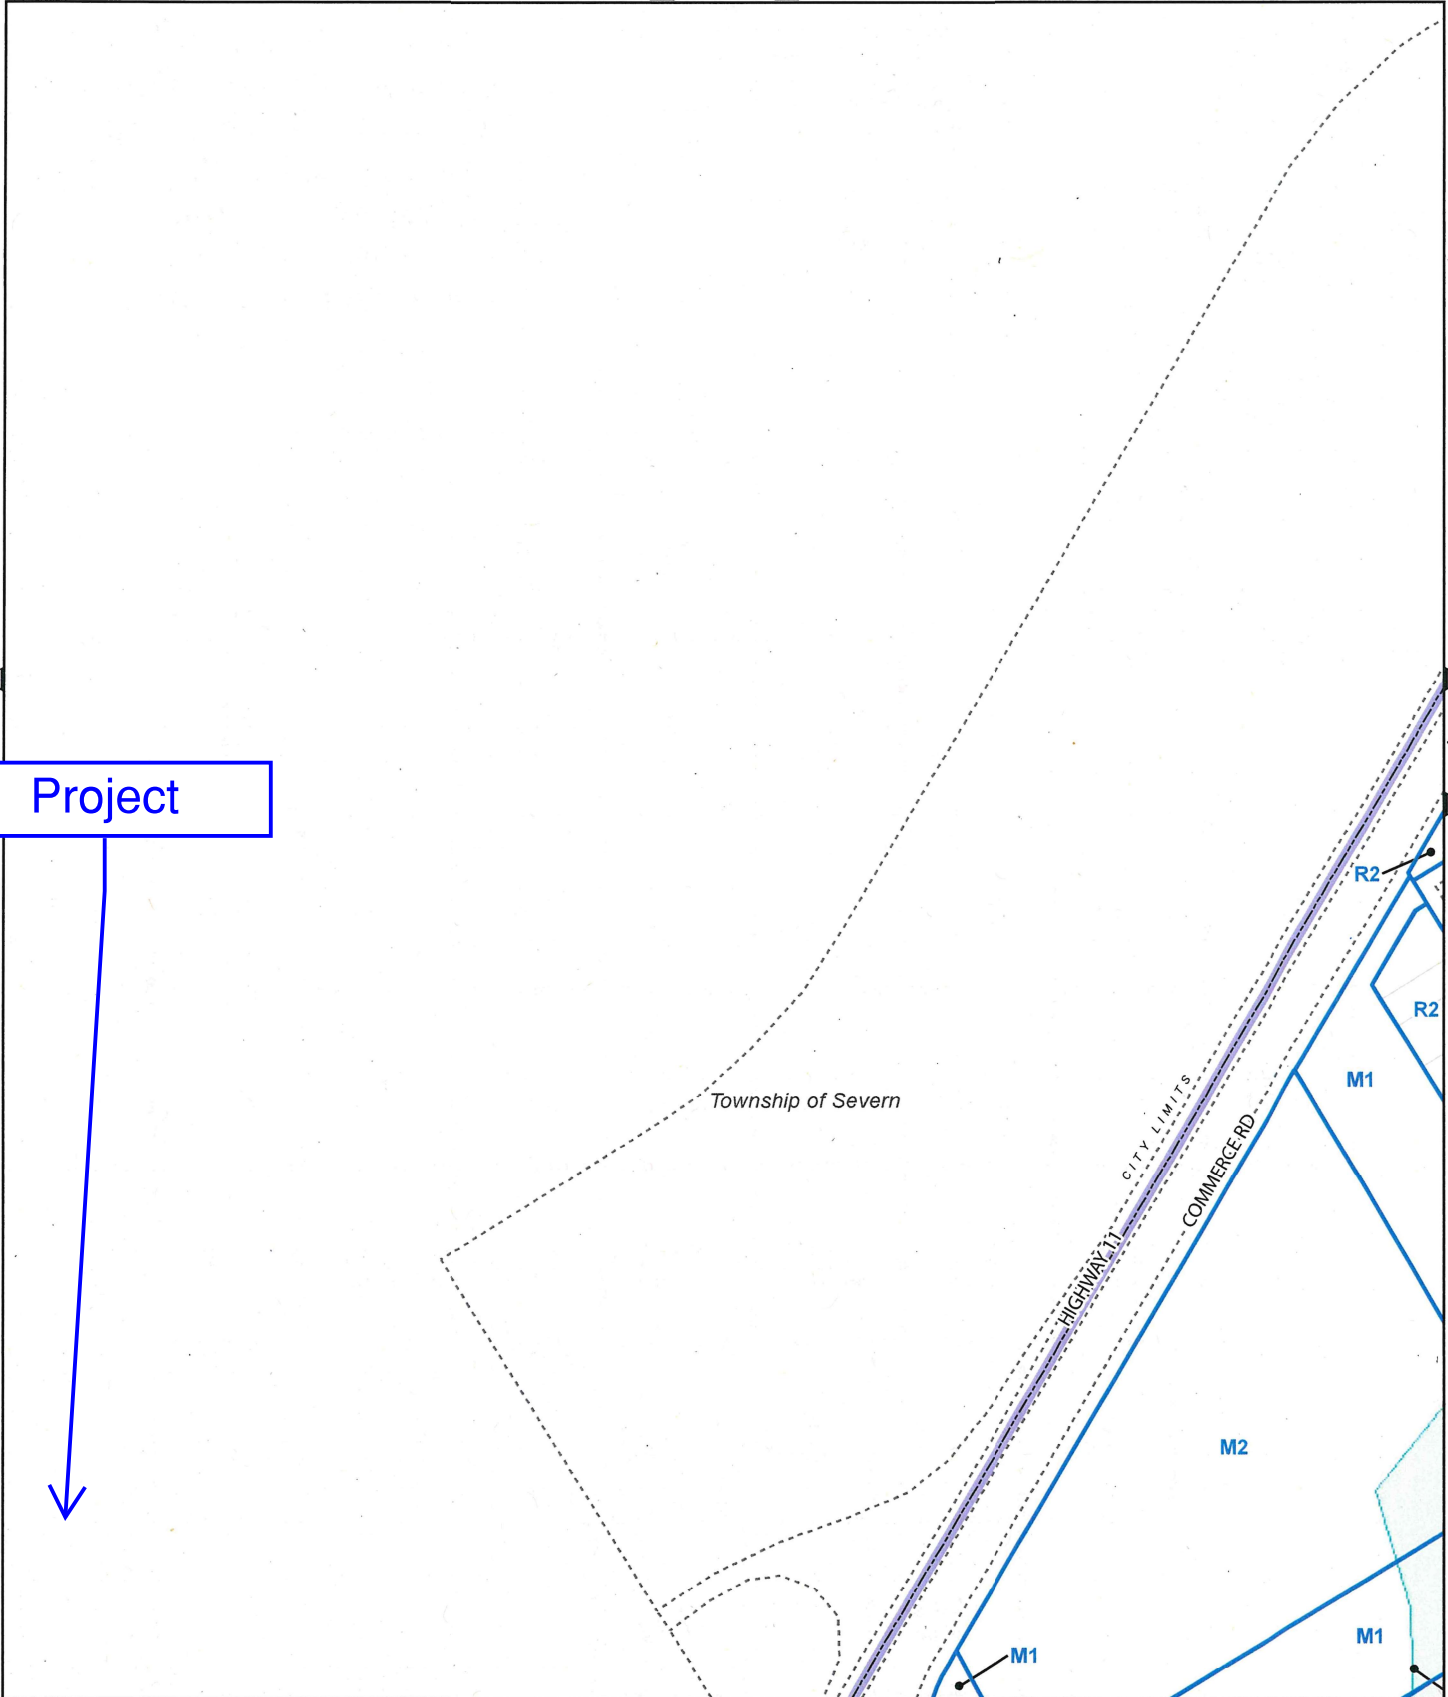 Project
R2
R2
M1
Township of Severn
CITY LIMITS
COMMERCE RD
HIGHWAY 11
M2
M1
M1